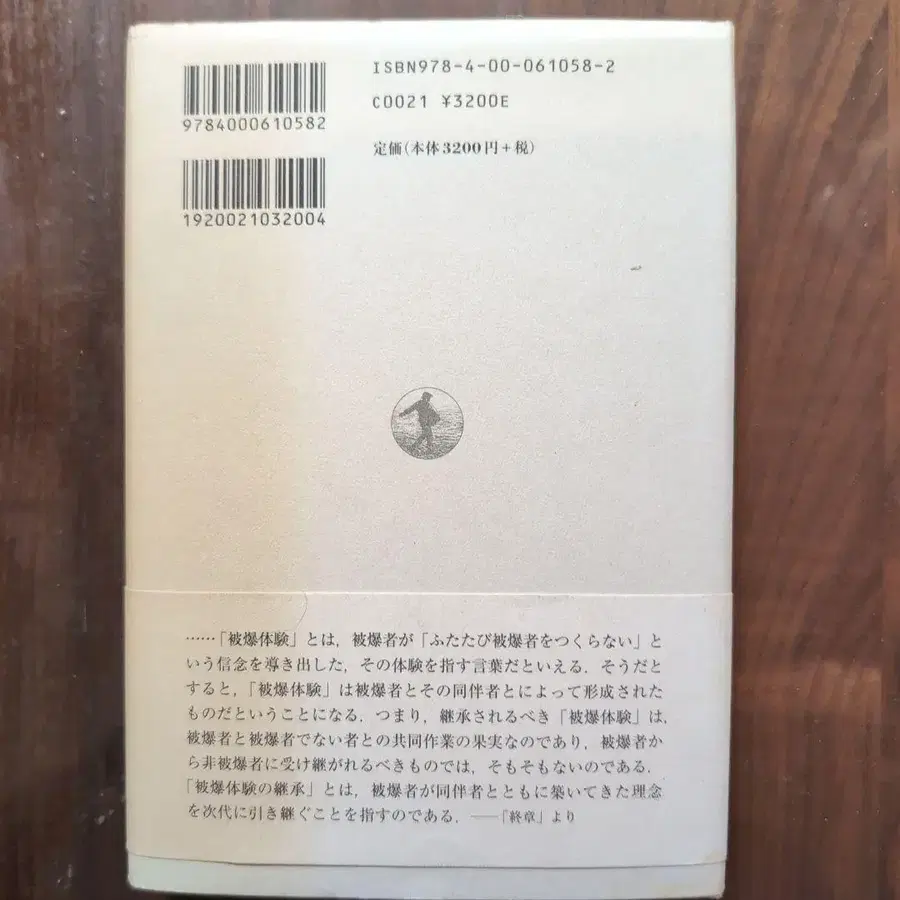 ISBN978-4-00-061058-2
C0021 ¥3200E
9784000610582
定価(本体3200円+税)
1920021032004
……「被爆体験」とは，被爆者が「ふたたび被爆者をつくらない」と
いう信念を導き出した，その体験を指す言葉だといえる．そうだと
すると，「被爆体験」は被爆者とその同伴者とによって形成された
ものだということになる．つまり，継承されるべき「被爆体験」は，
被爆者と被爆者でない者との共同作業の果実なのであり，被爆者か
ら非被爆者に受け継がれるべきものでは，そもそもないのである．
「被爆体験の継承」とは，被爆者が同伴者とともに築いてきた理念
を次代に引き継ぐことを指すのである．――「終章」より